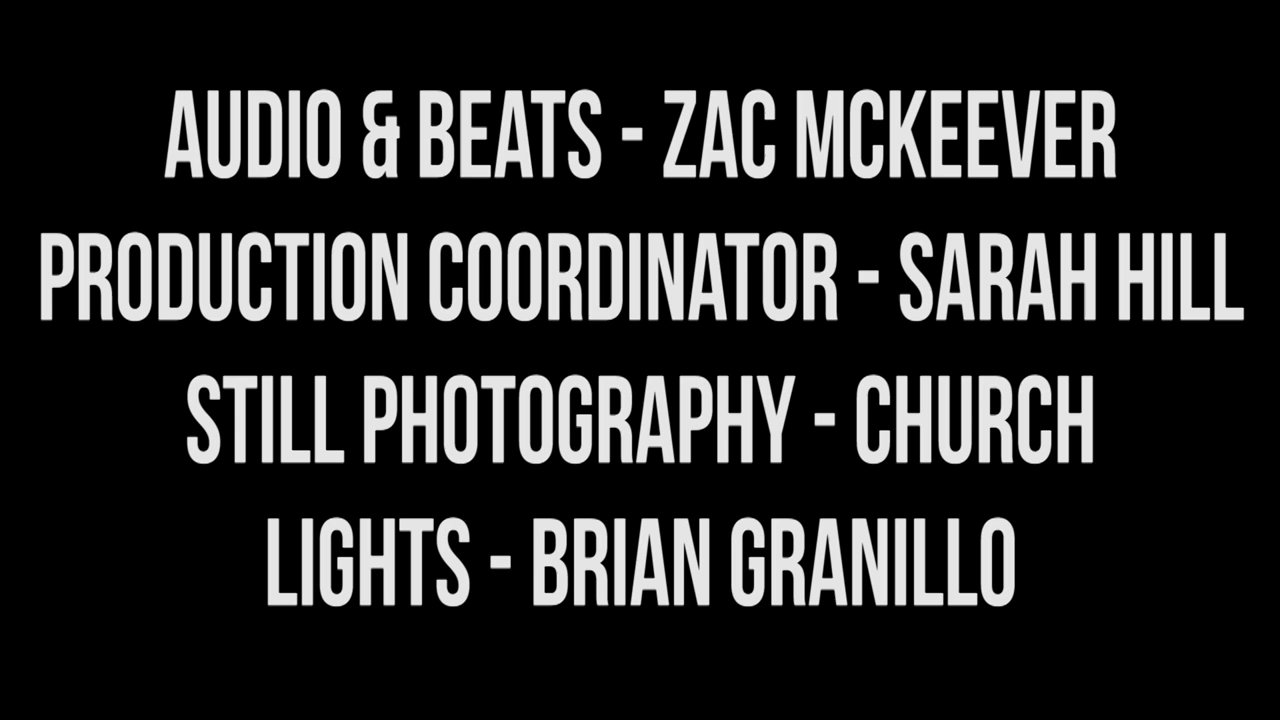 AUDIO & BEATS - ZAC MCKEEVER
PRODUCTION COORDINATOR - SARAH HILL
STILL PHOTOGRAPHY - CHURCH
LIGHTS - BRIAN GRANILLO